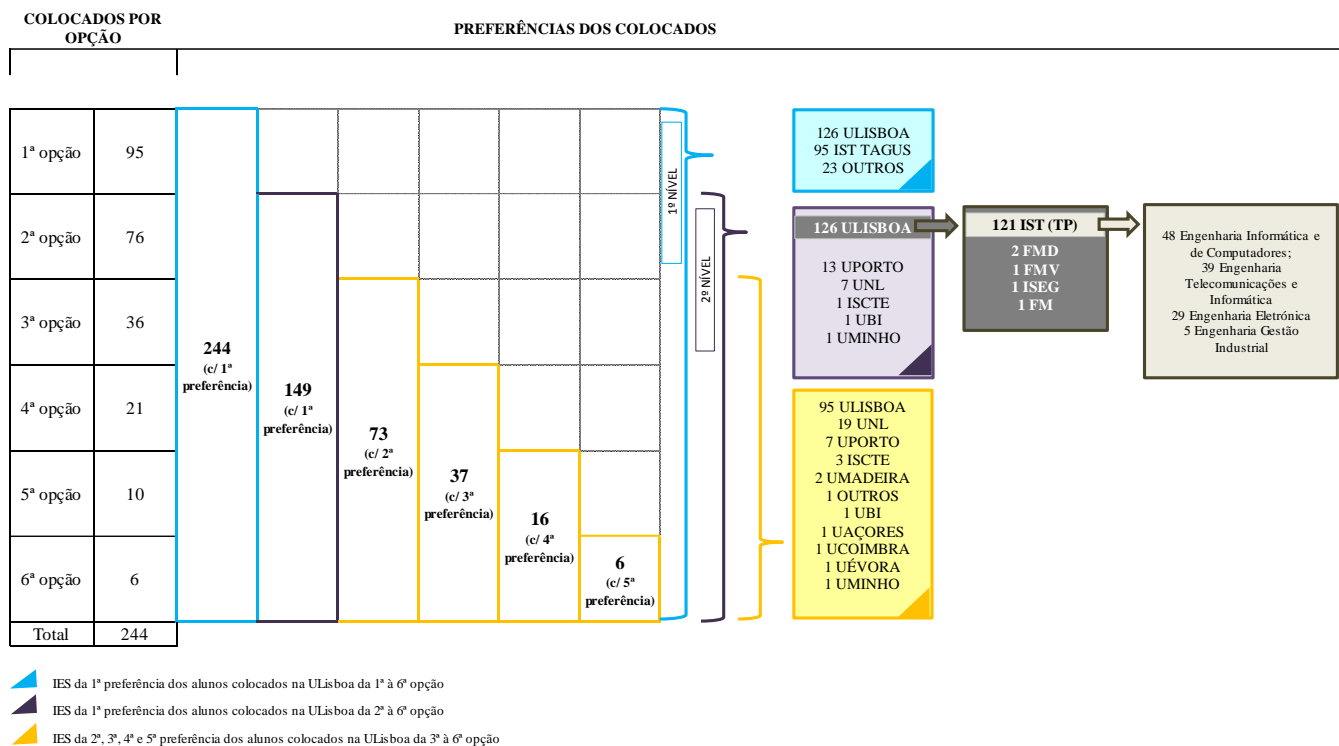 COLOCADOS POR
OPÇÃO
PREFERÊNCIAS DOS COLOCADOS
1ª opção 95
2ª opção 76
3ª opção 36
4ª opção 21
5ª opção 10
6ª opção 6
Total 244
244
(c/ 1ª
preferência)
149
(c/ 1ª
preferência)
73
(c/ 2ª
preferência)
37
(c/ 3ª
preferência)
16
(c/ 4ª
preferência)
6
(c/ 5ª
preferência)
1º NÍVEL
2º NÍVEL
126 ULISBOA
95 IST TAGUS
23 OUTROS
126 ULISBOA
13 UPORTO
7 UNL
1 ISCTE
1 UBI
1 UMINHO
121 IST (TP)
2 FMD
1 FMV
1 ISEG
1 FM
48 Engenharia Informática e
de Computadores;
39 Engenharia
Telecomunicações e
Informática
29 Engenharia Eletrónica
5 Engenharia Gestão
Industrial
95 ULISBOA
19 UNL
7 UPORTO
3 ISCTE
2 UMADEIRA
1 OUTROS
1 UBI
1 UAÇORES
1 UCOIMBRA
1 UÉVORA
1 UMINHO
IES da 1ª preferência dos alunos colocados na ULisboa da 1ª à 6ª opção
IES da 1ª preferência dos alunos colocados na ULisboa da 2ª à 6ª opção
IES da 2ª, 3ª, 4ª e 5ª preferência dos alunos colocados na ULisboa da 3ª à 6ª opção